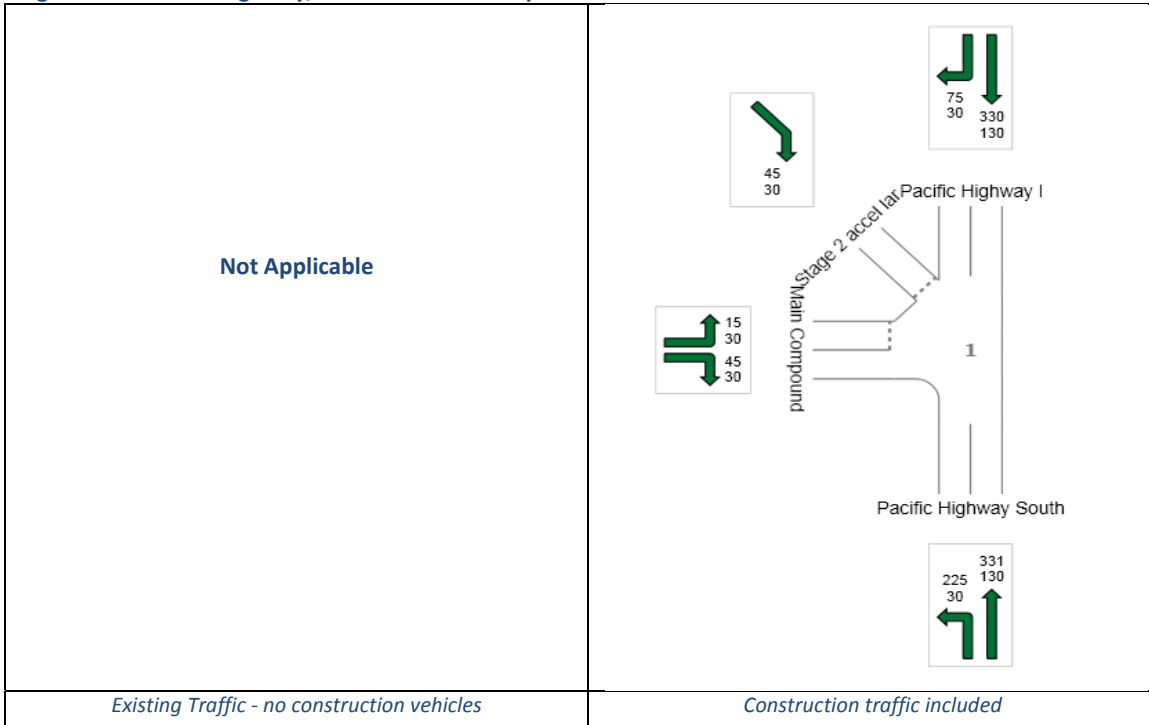 Not Applicable
75
30
330
130
45
30
Pacific Highway I
Stage 2 accel lar
Main Compound
15
30
45
30
1
Pacific Highway South
225
30
331
130
Existing Traffic - no construction vehicles
Construction traffic included